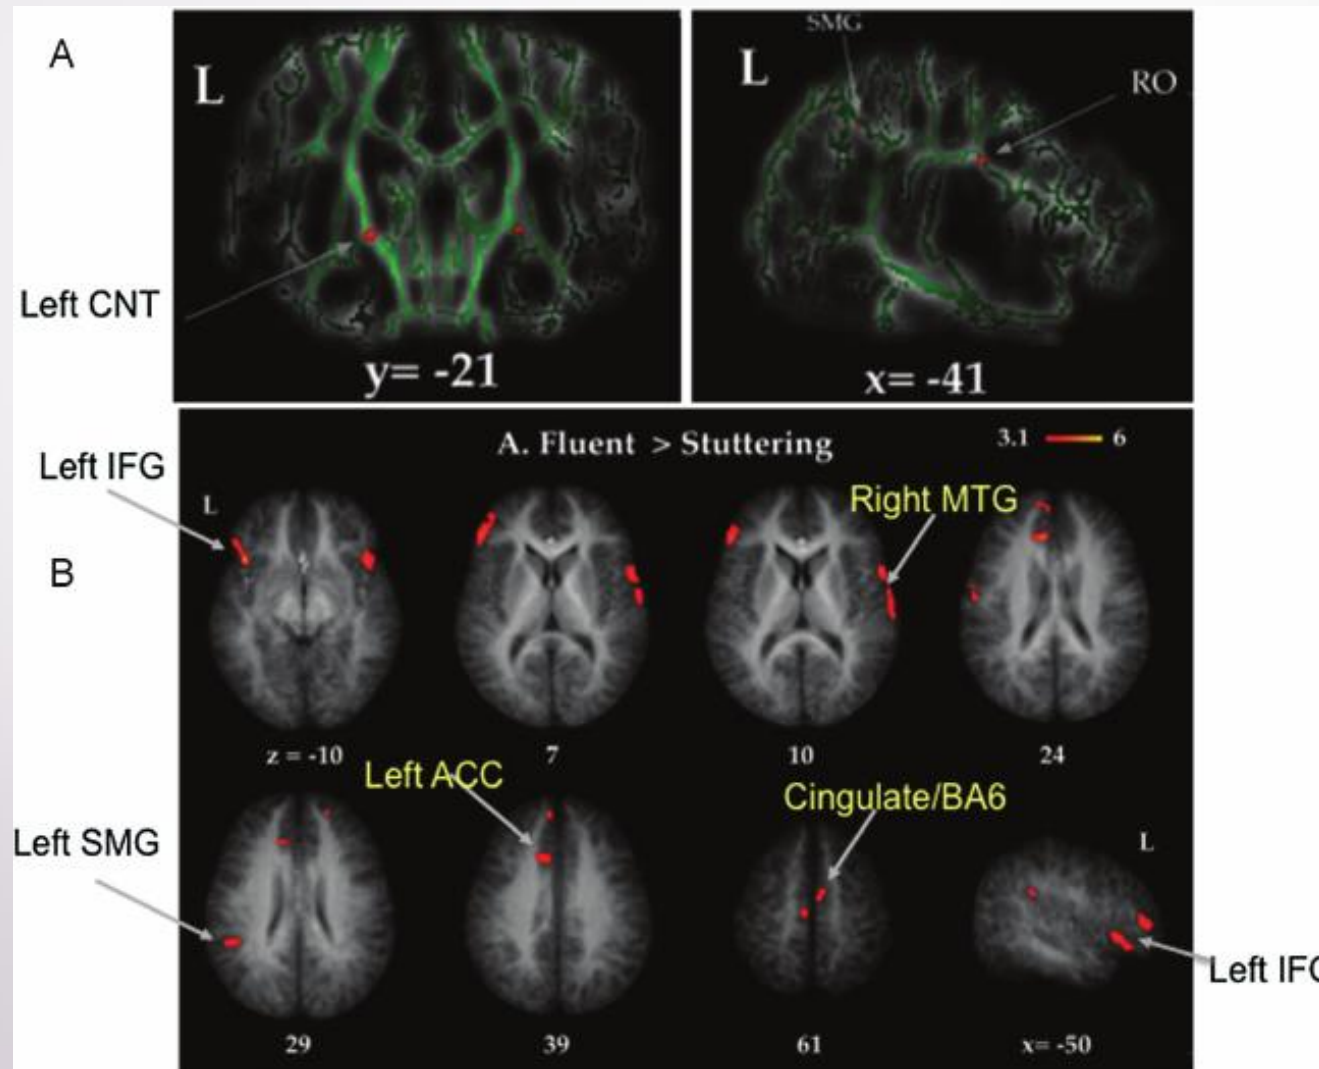 A
L
Left CNT
y= -21
SMG
L
RO
x= -41
A. Fluent > Stuttering
3.1 6
Left IFG
L
B
Right MTG
z = -10 7 10 24
Left ACC
Cingulate/BA6
Left SMG
L
Left IFG
29 39 61 x= -50